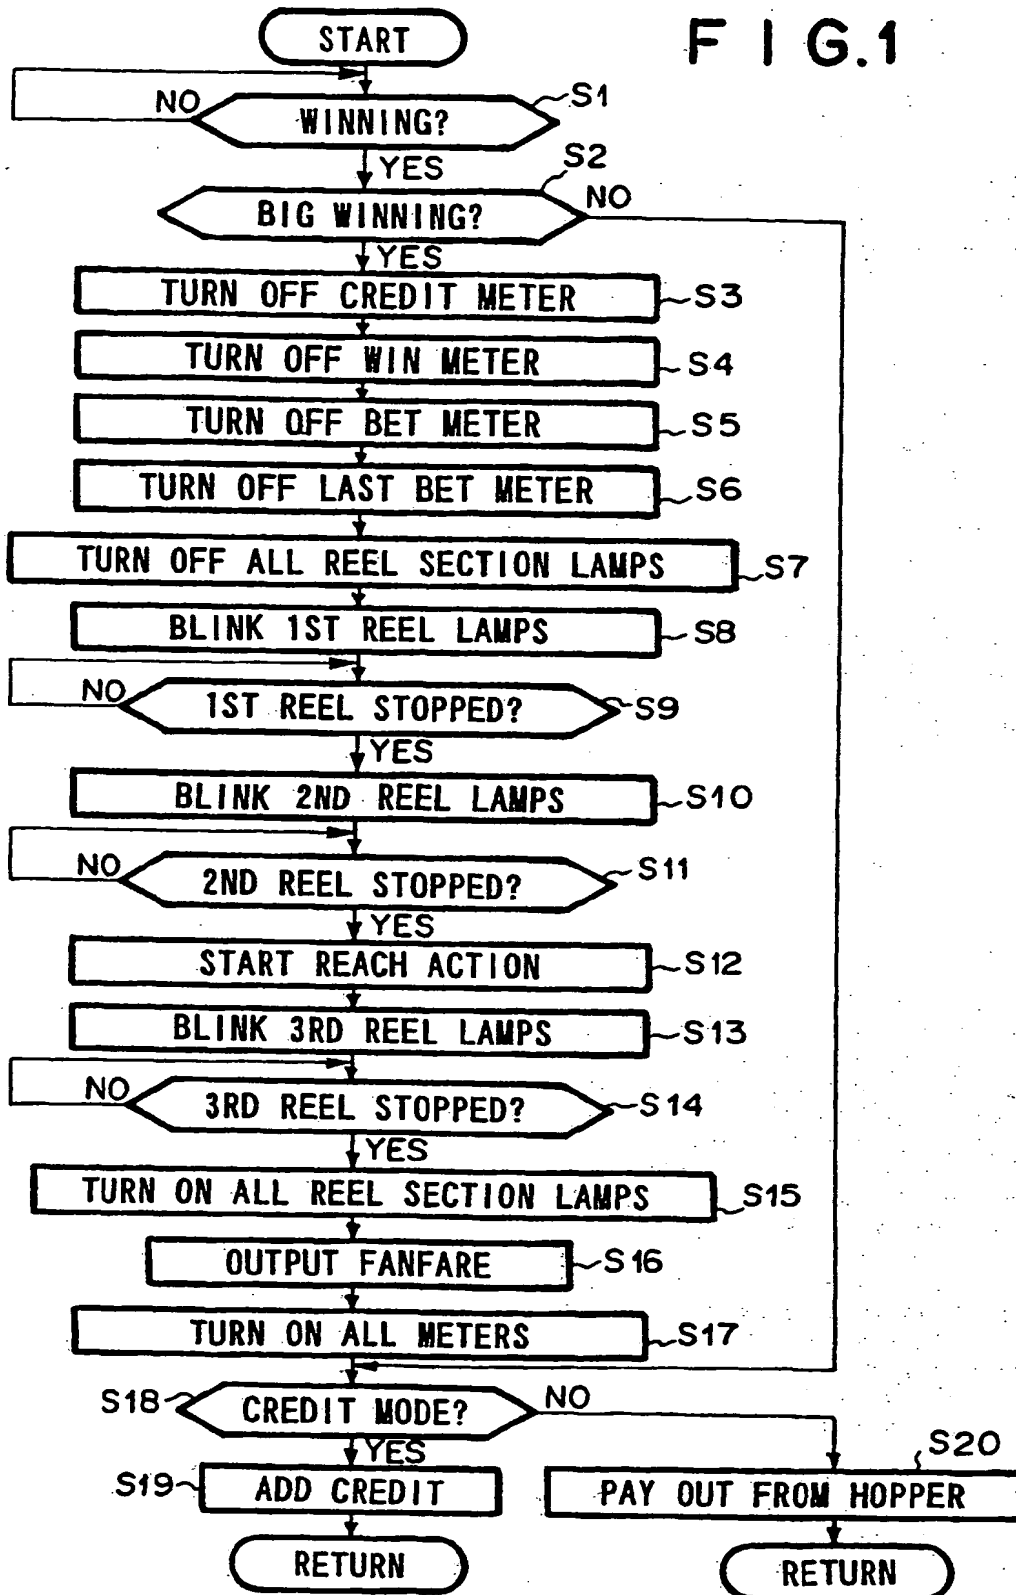 FIG.1
START
NO
S1
WINNING?
YES
S2
NO
BIG WINNING?
YES
TURN OFF CREDIT METER
S3
TURN OFF WIN METER
S4
TURN OFF BET METER
S5
TURN OFF LAST BET METER
S6
TURN OFF ALL REEL SECTION LAMPS
S7
BLINK 1ST REEL LAMPS
S8
NO
1ST REEL STOPPED?
S9
YES
BLINK 2ND REEL LAMPS
S10
NO
2ND REEL STOPPED?
S11
YES
START REACH ACTION
S12
BLINK 3RD REEL LAMPS
S13
NO
3RD REEL STOPPED?
S14
YES
TURN ON ALL REEL SECTION LAMPS
S15
OUTPUT FANFARE
S16
TURN ON ALL METERS
S17
S18
CREDIT MODE?
NO
YES
S20
S19
ADD CREDIT
PAY OUT FROM HOPPER
RETURN
RETURN